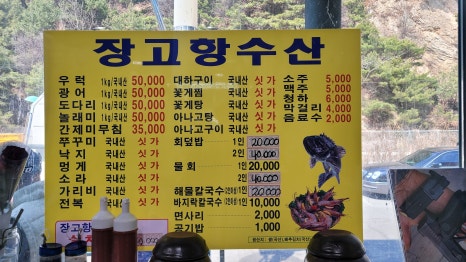 장고항수산
우럭 1kg/국내산 50,000
광어 1kg/국내산 50,000
도다리 1kg/국내산 50,000
놀래미 1kg/국내산 50,000
간제미무침 35,000
쭈꾸미 국내산 싯가
낙지 국내산 싯가
멍게 국내산 싯가
소라 국내산 싯가
가리비 국내산 싯가
전복 국내산 싯가
대하구이 국내산 싯가
꽃게찜 국내산 싯가
꽃게탕 국내산 싯가
아나고탕 국내산 싯가
아나고구이 국내산 싯가
회덮밥 1인 20,000
2인 40,000
물회 1인 20,000
2인 40,000
해물칼국수 1인 20,000
바지락칼국수 1인 10,000
면사리 2,000
공기밥 1,000
소주 5,000
맥주 5,000
청하 6,000
막걸리 4,000
음료수 2,000
장고항